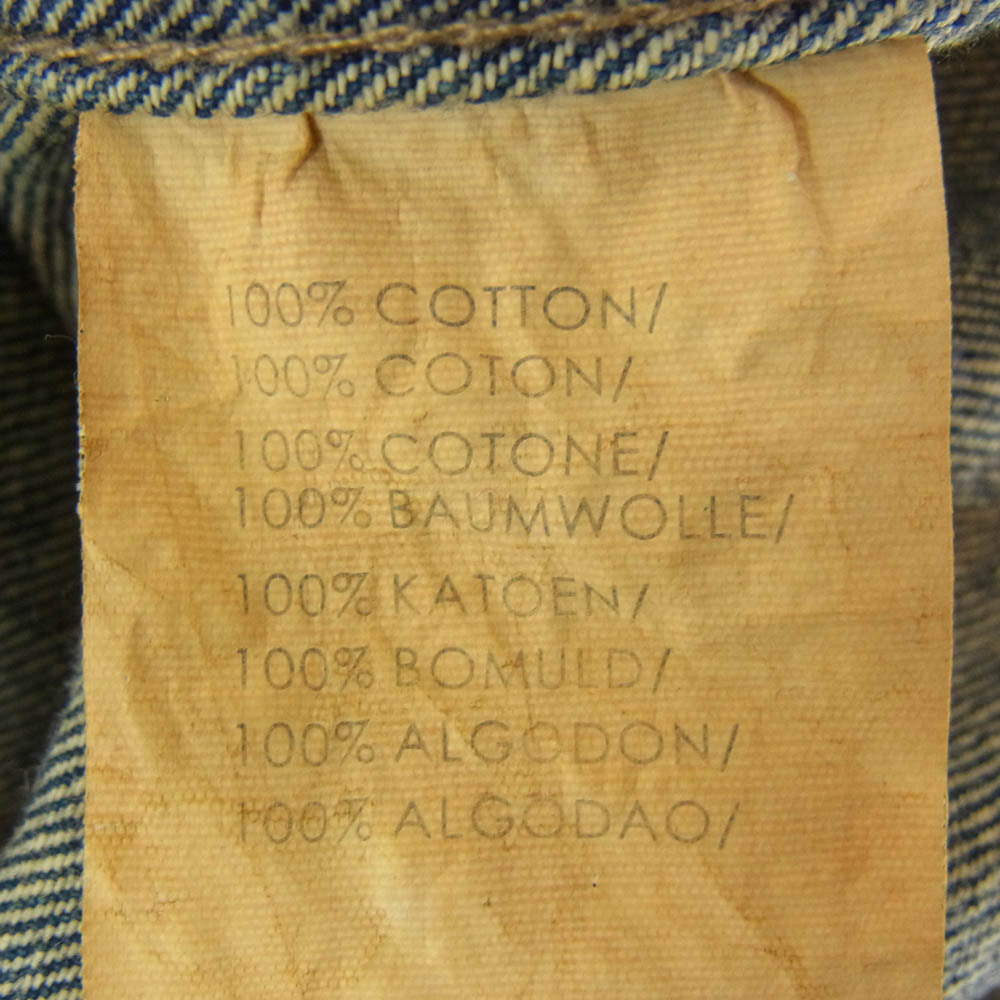 100% COTTON/
100% COTON/
100% COTONE/
100% BAUMWOLLE/
100% KATOEN/
100% BOMULD/
100% ALGODON/
100% ALGODAO/